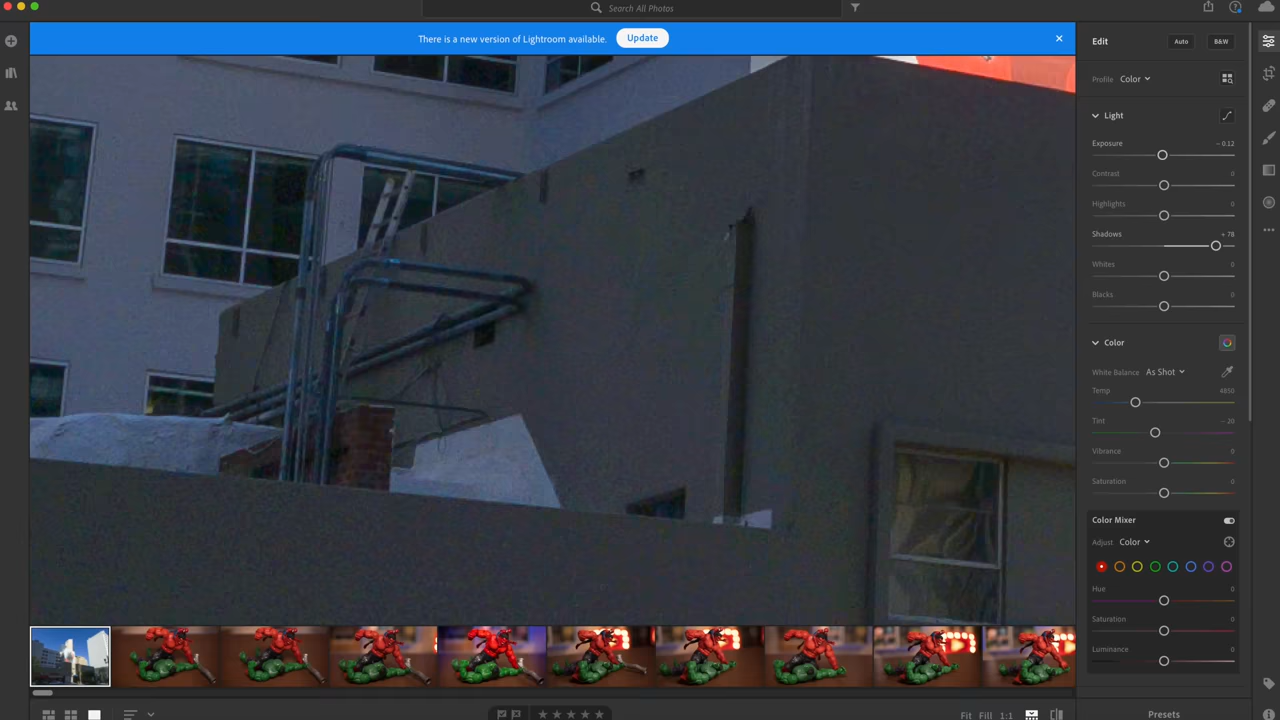 Search All Photos
There is a new version of Lightroom available.
Update
Edit
Auto
B&W
Profile
Color
Light
Exposure
− 0.12
Contrast
0
Highlights
0
Shadows
+ 78
Whites
0
Blacks
0
Color
White Balance
As Shot
Temp
4850
Tint
− 20
Vibrance
0
Saturation
0
Color Mixer
Adjust
Color
Hue
0
Saturation
0
Luminance
0
Fit
Fill
1:1
Presets